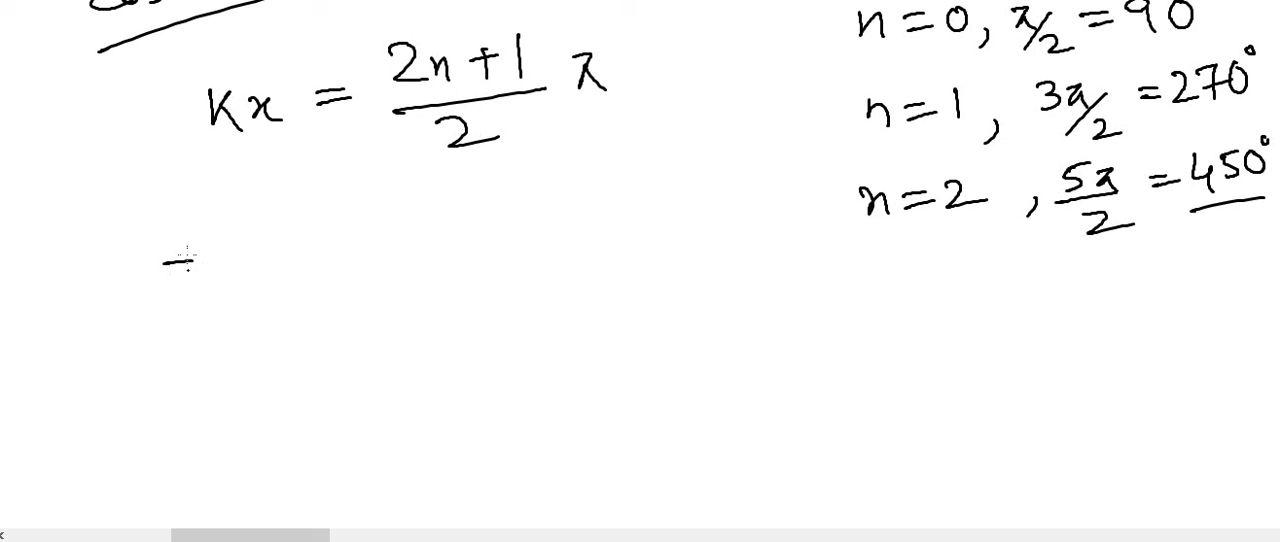 n=0, π/2 = 90
Kx = (2n+1)/2 π
n=1, 3π/2 = 270°
n=2, 5π/2 = 450°